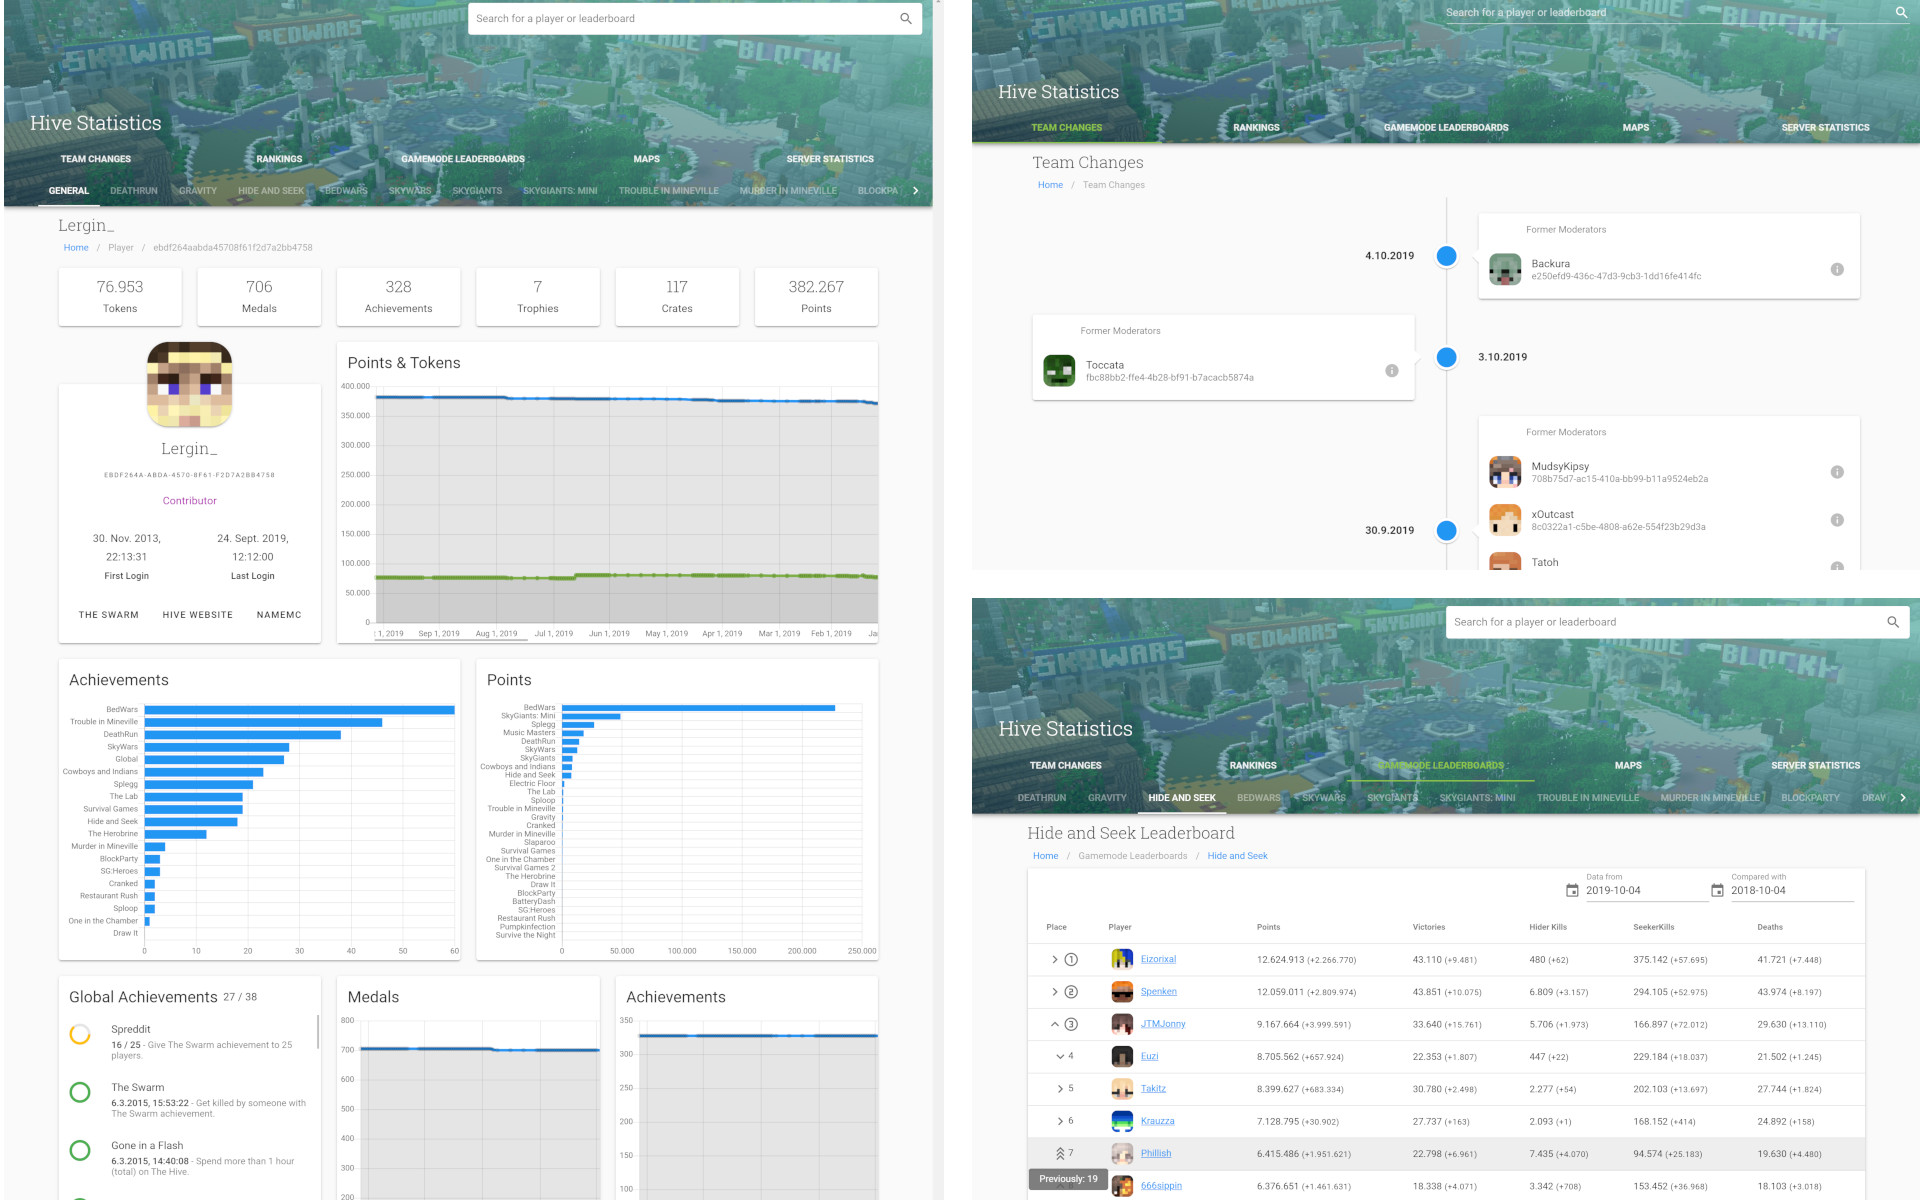 SKYWARS
BEDWARS
SKYGIANTS
ARCADE
BLOCKP
Search for a player or leaderboard
Hive Statistics
TEAM CHANGES RANKINGS GAMEMODE LEADERBOARDS MAPS SERVER STATISTICS
GENERAL DEATHRUN GRAVITY HIDE AND SEEK BEDWARS SKYWARS SKYGIANTS SKYGIANTS: MINI TROUBLE IN MINEVILLE MURDER IN MINEVILLE BLOCKPA
Lergin_
Home / Player / ebdf264aabda45708f61f2d7a2bb4758
76.953 706 328 7 117 382.267
Tokens Medals Achievements Trophies Crates Points
Lergin_
EBDF264A-ABDA-4570-8F61-F2D7A2BB4758
Contributor
30. Nov. 2013, 24. Sept. 2019,
22:13:31 12:12:00
First Login Last Login
THE SWARM HIVE WEBSITE NAMEMC
Points & Tokens
400.000
350.000
300.000
250.000
200.000
150.000
100.000
50.000
0
1, 2019 Sep 1, 2019 Aug 1, 2019 Jul 1, 2019 Jun 1, 2019 May 1, 2019 Apr 1, 2019 Mar 1, 2019 Feb 1, 2019 Ja
Achievements
BedWars
Trouble in Mineville
DeathRun
SkyWars
Global
Cowboys and Indians
Splegg
The Lab
Survival Games
Hide and Seek
The Herobrine
Murder in Mineville
BlockParty
SG:Heroes
Cranked
Restaurant Rush
Sploop
One in the Chamber
Draw It
0 10 20 30 40 50 60
Points
BedWars
SkyGiants: Mini
Splegg
Music Masters
DeathRun
SkyWars
SkyGiants
Cowboys and Indians
Hide and Seek
Electric Floor
The Lab
Sploop
Trouble in Mineville
Gravity
Cranked
Murder in Mineville
Slaparoo
Survival Games
One in the Chamber
Survival Games 2
The Herobrine
Draw It
BlockParty
BatteryDash
SG:Heroes
Restaurant Rush
Pumpkinfection
Survive the Night
0 50.000 100.000 150.000 200.000 250.000
Global Achievements 27 / 38
Spreddit
16 / 25 - Give The Swarm achievement to 25
players.
The Swarm
6.3.2015, 15:53:22 - Get killed by someone with
The Swarm achievement.
Gone in a Flash
6.3.2015, 14:40:08 - Spend more than 1 hour
(total) on The Hive.
Medals
800
700
600
500
400
300
200
Achievements
350
300
250
200
150
100
Search for a player or leaderboard
Hive Statistics
TEAM CHANGES RANKINGS GAMEMODE LEADERBOARDS MAPS SERVER STATISTICS
Team Changes
Home / Team Changes
4.10.2019
Former Moderators
Backura
e250efd9-436c-47d3-9cb3-1dd16fe414fc
Former Moderators
Toccata
fbc88bb2-ffe4-4b28-bf91-b7acacb5874a
3.10.2019
30.9.2019
Former Moderators
MudsyKipsy
708b75d7-ac15-410a-bb99-b11a9524eb2a
xOutcast
8c0322a1-c5be-4808-a62e-554f23b29d3a
Tatoh
SKYWARS
BEDWARS
SKYGIANTS
BLOCKI
Search for a player or leaderboard
Hive Statistics
TEAM CHANGES RANKINGS GAMEMODE LEADERBOARDS MAPS SERVER STATISTICS
DEATHRUN GRAVITY HIDE AND SEEK BEDWARS SKYWARS SKYGIANTS SKYGIANTS: MINI TROUBLE IN MINEVILLE MURDER IN MINEVILLE BLOCKPARTY DRAW
Hide and Seek Leaderboard
Home / Gamemode Leaderboards / Hide and Seek
Data from Compared with
2019-10-04 2018-10-04
Place Player Points Victories Hider Kills SeekerKills Deaths
1 Eizorixal 12.624.913 (+2.266.770) 43.110 (+9.481) 480 (+62) 375.142 (+57.695) 41.721 (+7.448)
2 Spenken 12.059.011 (+2.809.974) 43.851 (+10.075) 6.809 (+3.157) 294.105 (+52.975) 43.974 (+8.197)
3 JTMJonny 9.167.664 (+3.999.591) 33.640 (+15.761) 5.706 (+1.973) 166.897 (+72.012) 29.630 (+13.110)
4 Euzi 8.705.562 (+657.924) 22.353 (+1.807) 447 (+22) 229.184 (+18.037) 21.502 (+1.245)
5 Takitz 8.399.627 (+683.334) 30.780 (+2.498) 2.277 (+54) 202.103 (+13.697) 27.744 (+1.824)
6 Krauzza 7.128.795 (+30.902) 27.737 (+163) 2.093 (+1) 168.152 (+414) 24.892 (+158)
7 Phillish 6.415.486 (+1.951.621) 22.798 (+6.961) 7.435 (+4.070) 94.574 (+25.183) 19.630 (+4.480)
Previously: 19
666sippin 6.376.651 (+1.461.631) 18.338 (+4.071) 3.342 (+708) 153.452 (+36.968) 18.103 (+3.018)